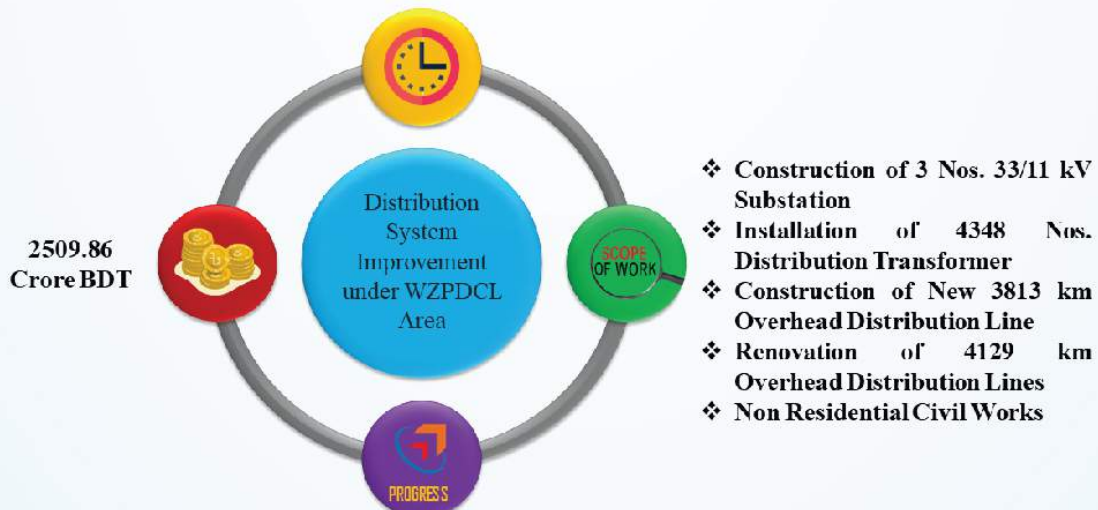 2509.86
Crore BDT
Distribution
System
Improvement
under WZPDCL
Area
SCOPE
OF WORK
PROGRESS
❖ Construction of 3 Nos. 33/11 kV
Substation
❖ Installation of 4348 Nos.
Distribution Transformer
❖ Construction of New 3813 km
Overhead Distribution Line
❖ Renovation of 4129 km
Overhead Distribution Lines
❖ Non Residential Civil Works